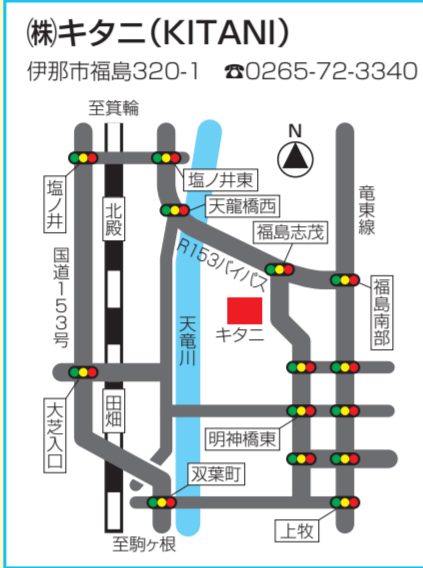 ㈱キタニ(KITANI)
伊那市福島320-1 ☎0265-72-3340
至箕輪
N
塩ノ井
塩ノ井東
北殿
天龍橋西
竜東線
福島志茂
R153バイパス
国道153号
福島南部
天竜川
キタニ
大芝入口
田畑
明神橋東
双葉町
上牧
至駒ヶ根